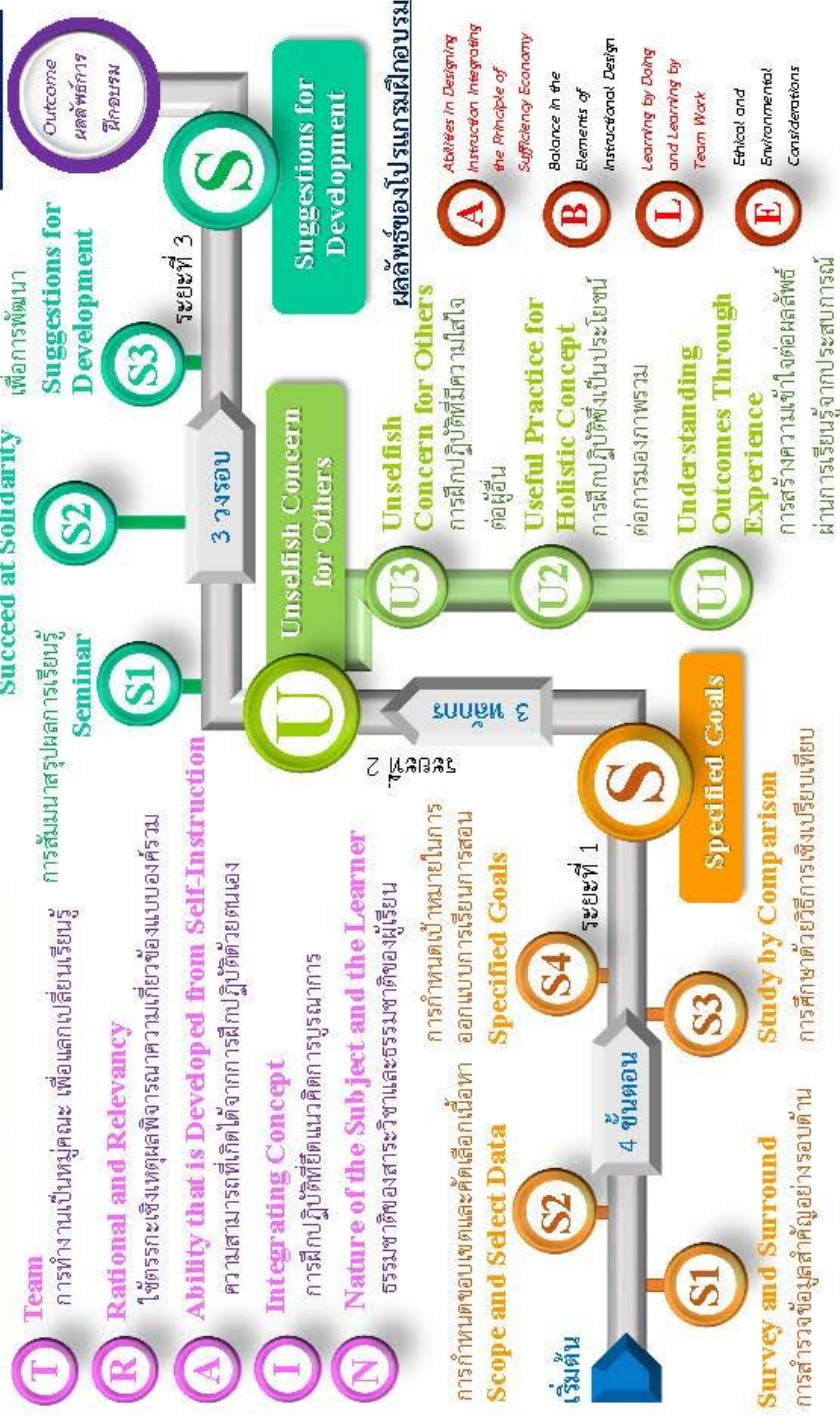 T
Team
การทำงานเป็นหมู่คณะ เพื่อแลกเปลี่ยนเรียนรู้
R
Rational and Relevancy
ใช้ตรรกะเชิงเหตุผลพิจารณาความเกี่ยวข้องแบบองค์รวม
A
Ability that is Developed from Self-Instruction
ความสามารถที่เกิดได้จากการฝึกปฏิบัติด้วยตนเอง
I
Integrating Concept
การฝึกปฏิบัติที่ยึดแนวคิดการบูรณาการ
N
Nature of the Subject and the Learner
ธรรมชาติของสาระวิชาและธรรมชาติของผู้เรียน
การสัมมนาสรุปผลการเรียนรู้
Seminar
S1
Succeed at Solidarity
S2
เพื่อการพัฒนา
Suggestions for
Development
S3
ระยะที่ 3
Outcome
ผลลัพธ์การ
ฝึกอบรม
S
Suggestions for
Development
3 วงรอบ
U
Unselfish Concern
for Others
ระยะที่ 2
3 หลักการ
U3
Unselfish
Concern for Others
การฝึกปฏิบัติที่มีความใส่ใจ
ต่อผู้อื่น
U2
Useful Practice for
Holistic Concept
การฝึกปฏิบัติซึ่งเป็นประโยชน์
ต่อการมองภาพรวม
U1
Understanding
Outcomes Through
Experience
การสร้างความเข้าใจต่อผลลัพธ์
ผ่านการเรียนรู้จากประสบการณ์
ผลลัพธ์ของโปรแกรมฝึกอบรม
A
Abilities in Designing
Instruction Integrating
the Principle of
Sufficiency Economy
B
Balance in the
Elements of
Instructional Design
L
Learning by Doing
and Learning by
Team Work
E
Ethical and
Environmental
Considerations
การกำหนดขอบเขตและคัดเลือกเนื้อหา
Scope and Select Data
S2
การกำหนดเป้าหมายในการ
ออกแบบการเรียนการสอน
Specified Goals
S4
ระยะที่ 1
เริ่มต้น
4 ขั้นตอน
S
Specified Goals
S1
Survey and Surround
การสำรวจข้อมูลสำคัญอย่างรอบด้าน
S3
Study by Comparison
การศึกษาด้วยวิธีการเชิงเปรียบเทียบ